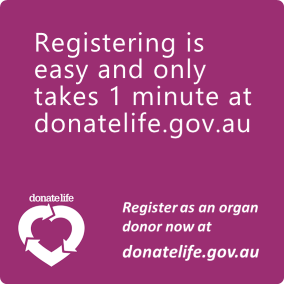 Registering is
easy and only
takes 1 minute at
donatelife.gov.au
donatelife
Register as an organ
donor now at
donatelife.gov.au